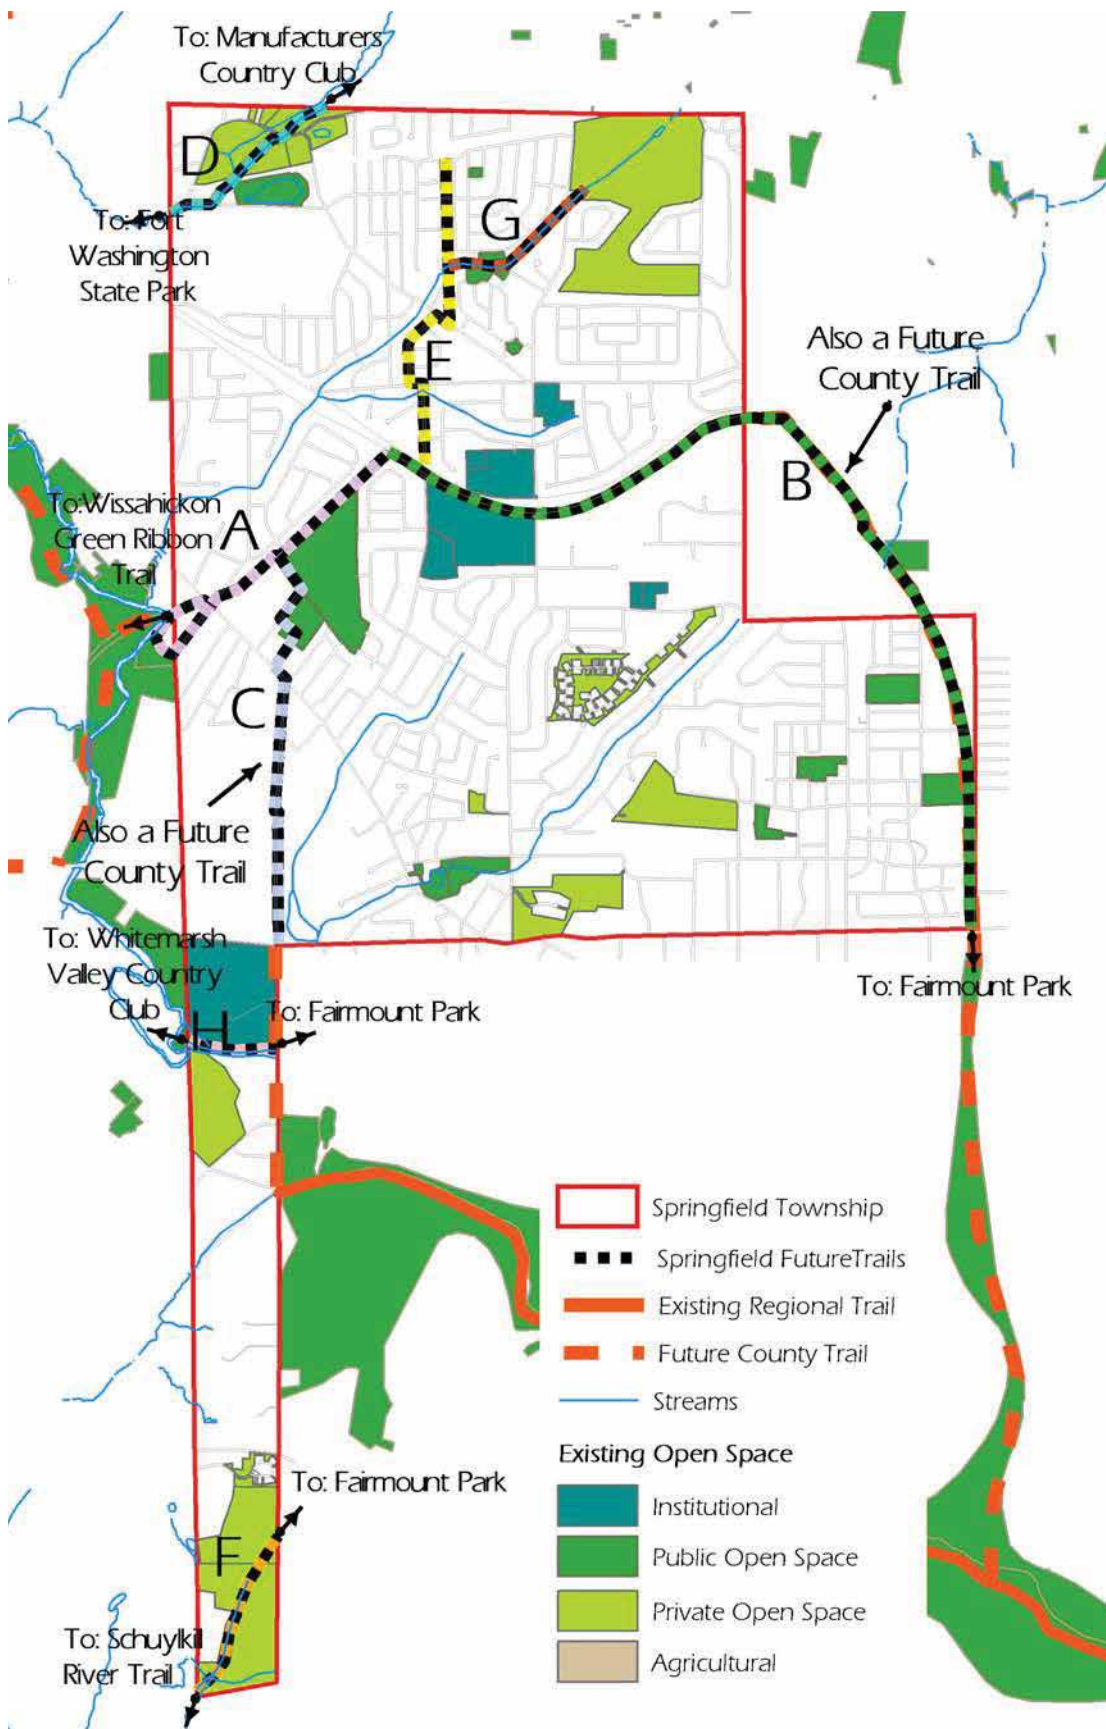 To: Manufacturers
Country Club
D
To: Fort
Washington
State Park
G
E
Also a Future
County Trail
B
To:Wissahickon
Green Ribbon
Trail
A
C
Also a Future
County Trail
To: Whitemarsh
Valley Country
Club
H
To: Fairmount Park
To: Fairmount Park
Springfield Township
Springfield FutureTrails
Existing Regional Trail
Future County Trail
Streams
Existing Open Space
Institutional
Public Open Space
Private Open Space
Agricultural
To: Fairmount Park
F
To: Schuylkill
River Trail